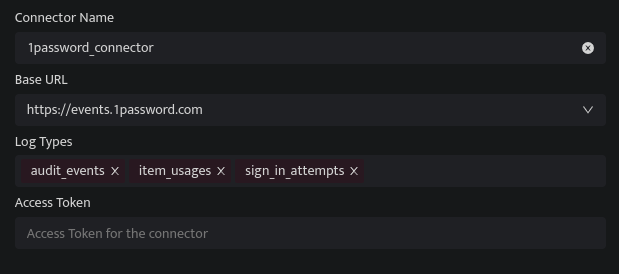 Connector Name
1password_connector
Base URL
https://events.1password.com
Log Types
audit_events X item_usages X sign_in_attempts X
Access Token
Access Token for the connector